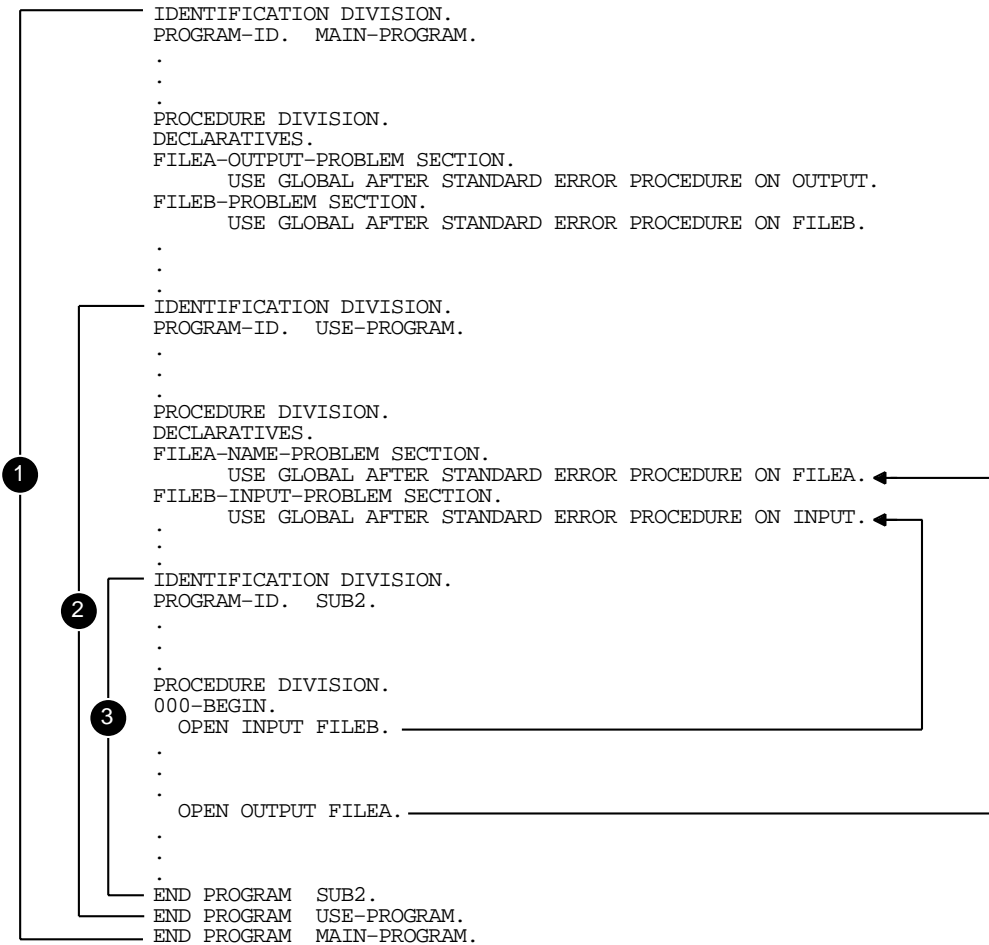 IDENTIFICATION DIVISION.
PROGRAM-ID.  MAIN-PROGRAM.
.
.
.
PROCEDURE DIVISION.
DECLARATIVES.
FILEA-OUTPUT-PROBLEM SECTION.
      USE GLOBAL AFTER STANDARD ERROR PROCEDURE ON OUTPUT.
FILEB-PROBLEM SECTION.
      USE GLOBAL AFTER STANDARD ERROR PROCEDURE ON FILEB.
.
.
.
IDENTIFICATION DIVISION.
PROGRAM-ID.  USE-PROGRAM.
.
.
.
PROCEDURE DIVISION.
DECLARATIVES.
FILEA-NAME-PROBLEM SECTION.
1
      USE GLOBAL AFTER STANDARD ERROR PROCEDURE ON FILEA.
FILEB-INPUT-PROBLEM SECTION.
      USE GLOBAL AFTER STANDARD ERROR PROCEDURE ON INPUT.
.
.
.
IDENTIFICATION DIVISION.
PROGRAM-ID.  SUB2.
2
.
.
.
PROCEDURE DIVISION.
000-BEGIN.
3
  OPEN INPUT FILEB.
.
.
.
  OPEN OUTPUT FILEA.
.
.
.
END PROGRAM  SUB2.
END PROGRAM  USE-PROGRAM.
END PROGRAM  MAIN-PROGRAM.